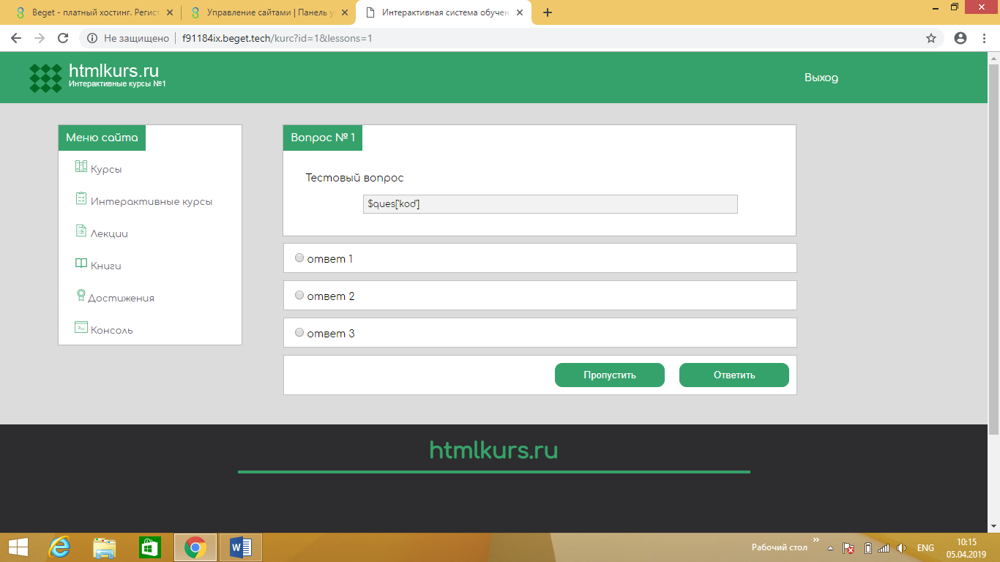 Beget - платный хостинг. Регист
Управление сайтами | Панель у
Интерактивная система обучен
Не защищено
f91184ix.beget.tech/kurc?id=1&lessons=1
htmlkurs.ru
Интерактивные курсы №1
Выход
Меню сайта
Курсы
Интерактивные курсы
Лекции
Книги
Достижения
Консоль
Вопрос № 1
Тестовый вопрос
$ques['kod']
ответ 1
ответ 2
ответ 3
Пропустить
Ответить
htmlkurs.ru
Рабочий стол
ENG
10:15
05.04.2019